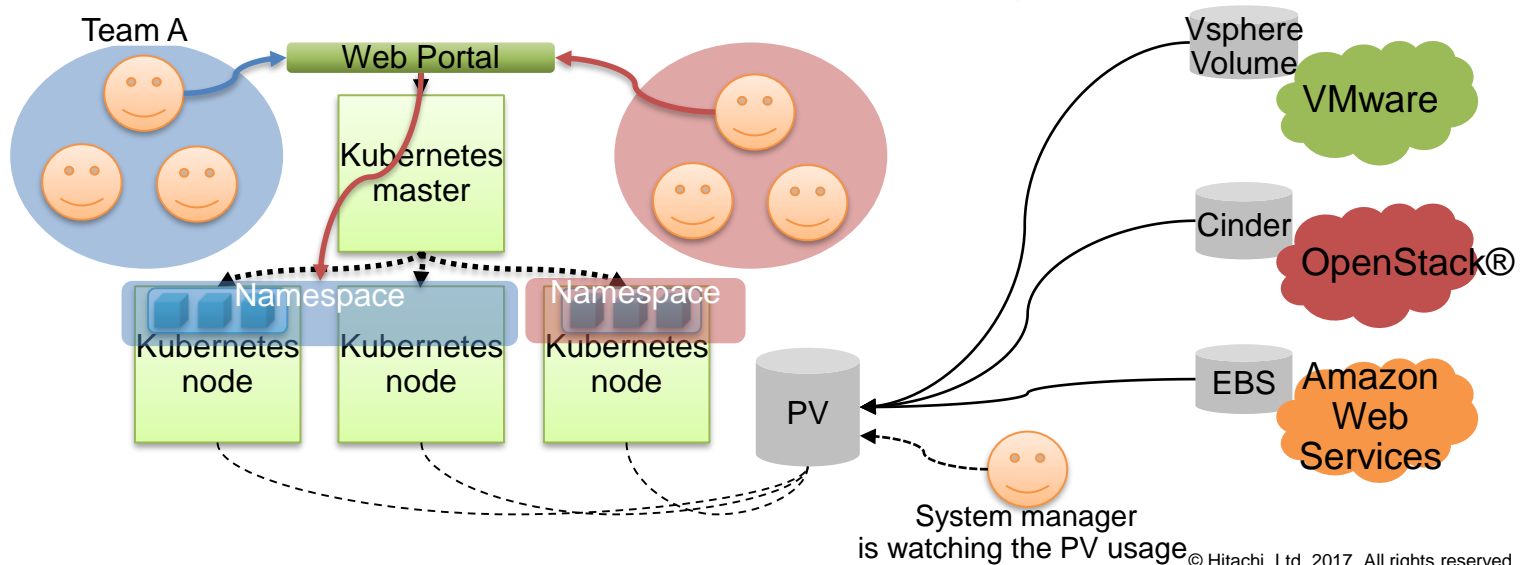 Team A
Web Portal
Kubernetes
master
Namespace
Namespace
Kubernetes
node
Kubernetes
node
Kubernetes
node
PV
Vsphere
Volume
VMware
Cinder
OpenStack®
EBS
Amazon
Web
Services
System manager
is watching the PV usage
© Hitachi, Ltd. 2017. All rights reserved